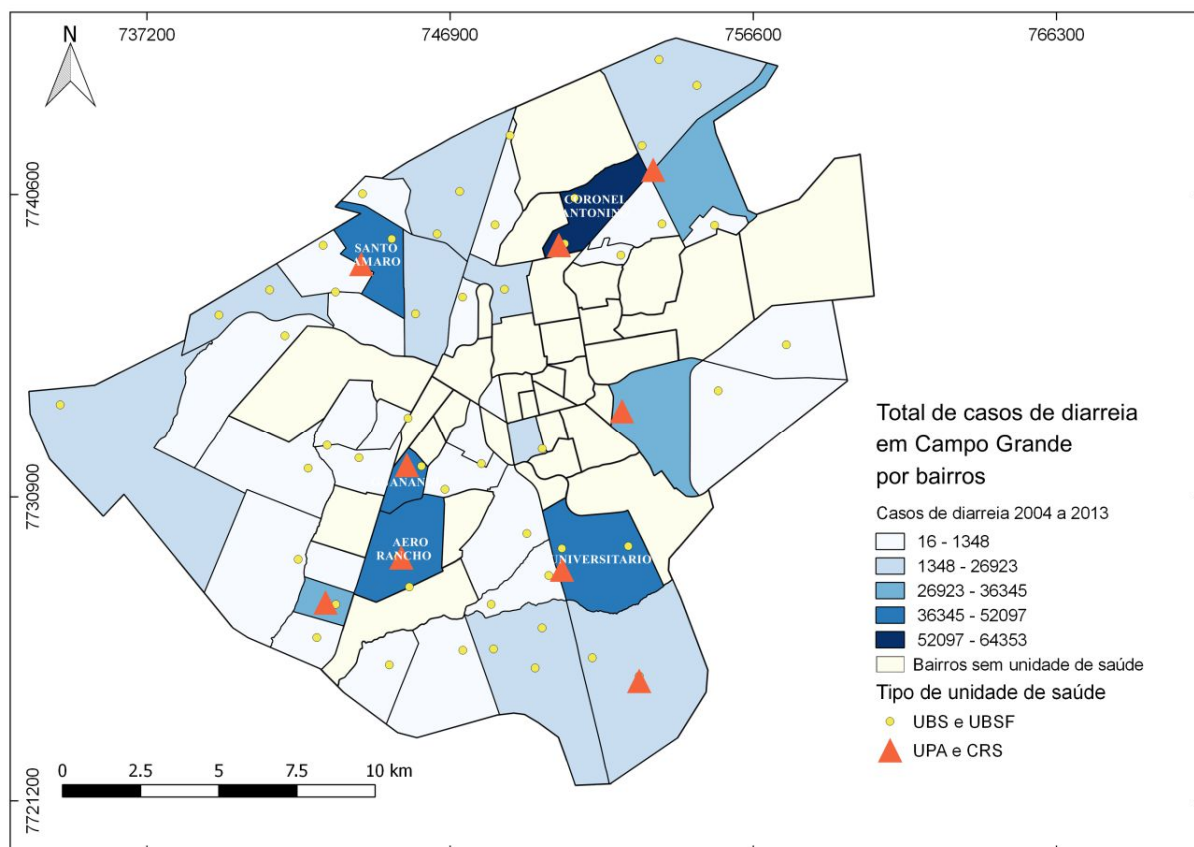 737200
746900
756600
766300
N
7740600
7730900
7721200
CORONEL
ANTONIN
SANTO
AMARO
ANAN
AERO
RANCHO
UNIVERSITARIO
Total de casos de diarreia
em Campo Grande
por bairros
Casos de diarreia 2004 a 2013
16 - 1348
1348 - 26923
26923 - 36345
36345 - 52097
52097 - 64353
Bairros sem unidade de saúde
Tipo de unidade de saúde
UBS e UBSF
UPA e CRS
0 2.5 5 7.5 10 km